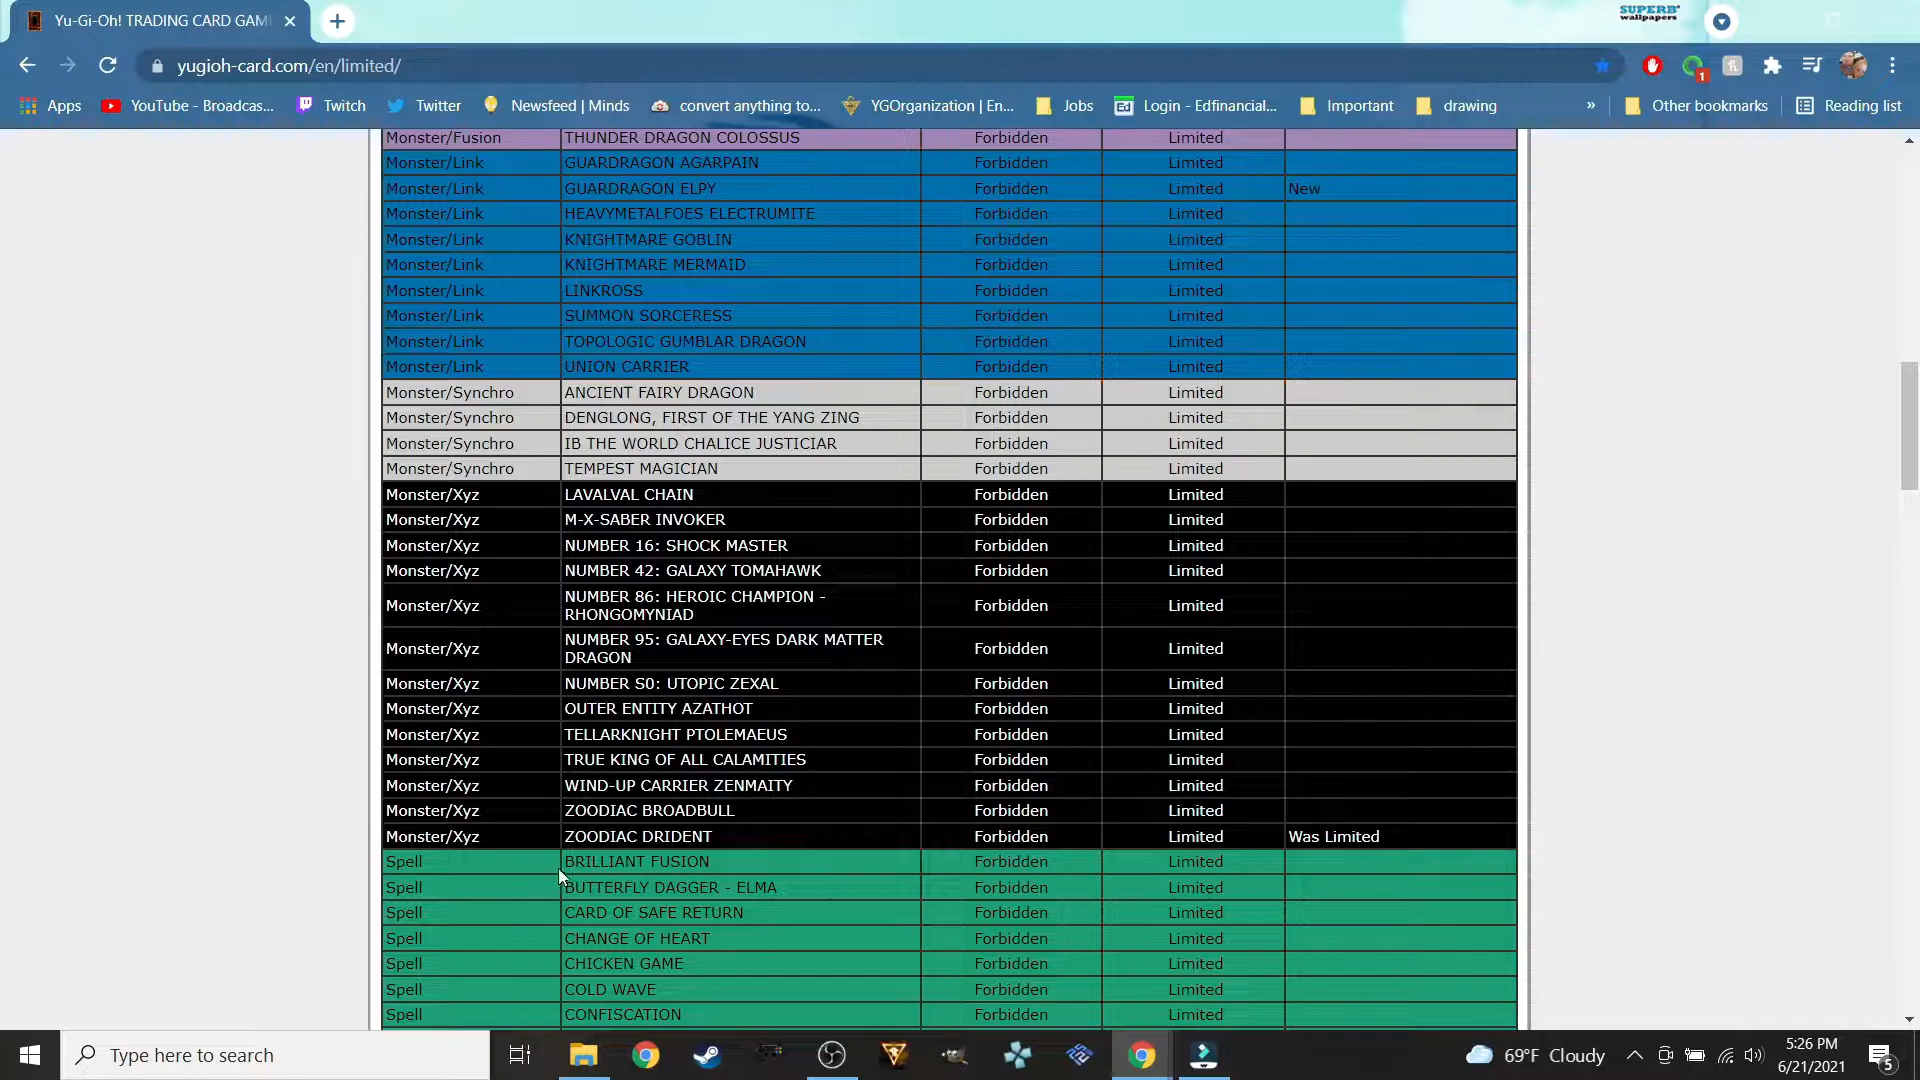 SUPERB
wallpapers
Yu-Gi-Oh! TRADING CARD GAM
yugioh-card.com/en/limited/
1
Apps YouTube - Broadcas... Twitch Twitter Newsfeed | Minds convert anything to... YGOrganization | En... Jobs Ed Login - Edfinancial... Important drawing » Other bookmarks Reading list
Monster/Fusion THUNDER DRAGON COLOSSUS Forbidden Limited
Monster/Link GUARDRAGON AGARPAIN Forbidden Limited
Monster/Link GUARDRAGON ELPY Forbidden Limited New
Monster/Link HEAVYMETALFOES ELECTRUMITE Forbidden Limited
Monster/Link KNIGHTMARE GOBLIN Forbidden Limited
Monster/Link KNIGHTMARE MERMAID Forbidden Limited
Monster/Link LINKROSS Forbidden Limited
Monster/Link SUMMON SORCERESS Forbidden Limited
Monster/Link TOPOLOGIC GUMBLAR DRAGON Forbidden Limited
Monster/Link UNION CARRIER Forbidden Limited
Monster/Synchro ANCIENT FAIRY DRAGON Forbidden Limited
Monster/Synchro DENGLONG, FIRST OF THE YANG ZING Forbidden Limited
Monster/Synchro IB THE WORLD CHALICE JUSTICIAR Forbidden Limited
Monster/Synchro TEMPEST MAGICIAN Forbidden Limited
Monster/Xyz LAVALVAL CHAIN Forbidden Limited
Monster/Xyz M-X-SABER INVOKER Forbidden Limited
Monster/Xyz NUMBER 16: SHOCK MASTER Forbidden Limited
Monster/Xyz NUMBER 42: GALAXY TOMAHAWK Forbidden Limited
Monster/Xyz NUMBER 86: HEROIC CHAMPION - Forbidden Limited
RHONGOMYNIAD
Monster/Xyz NUMBER 95: GALAXY-EYES DARK MATTER Forbidden Limited
DRAGON
Monster/Xyz NUMBER S0: UTOPIC ZEXAL Forbidden Limited
Monster/Xyz OUTER ENTITY AZATHOT Forbidden Limited
Monster/Xyz TELLARKNIGHT PTOLEMAEUS Forbidden Limited
Monster/Xyz TRUE KING OF ALL CALAMITIES Forbidden Limited
Monster/Xyz WIND-UP CARRIER ZENMAITY Forbidden Limited
Monster/Xyz ZOODIAC BROADBULL Forbidden Limited
Monster/Xyz ZOODIAC DRIDENT Forbidden Limited Was Limited
Spell BRILLIANT FUSION Forbidden Limited
Spell BUTTERFLY DAGGER - ELMA Forbidden Limited
Spell CARD OF SAFE RETURN Forbidden Limited
Spell CHANGE OF HEART Forbidden Limited
Spell CHICKEN GAME Forbidden Limited
Spell COLD WAVE Forbidden Limited
Spell CONFISCATION Forbidden Limited
Type here to search 69°F Cloudy 5:26 PM
6/21/2021
5